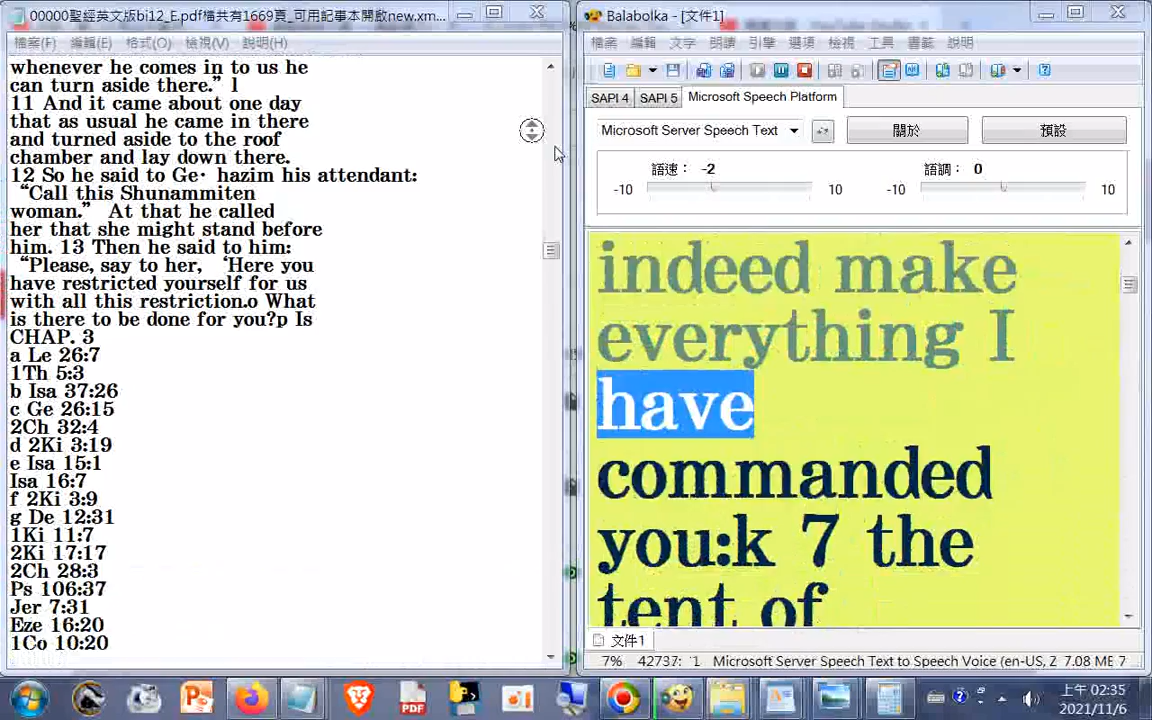 00000聖經英文版bi12_E.pdf檔共有1669頁_可用記事本開啟new.xm...
檔案(F) 編輯(E) 格式(O) 檢視(V) 說明(H)
whenever he comes in to us he
can turn aside there.” l
11 And it came about one day
that as usual he came in there
and turned aside to the roof
chamber and lay down there.
12 So he said to Ge· hazim his attendant:
“Call this Shunammiten
woman.” At that he called
her that she might stand before
him. 13 Then he said to him:
“Please, say to her, ‘Here you
have restricted yourself for us
with all this restriction.o What
is there to be done for you?p Is
CHAP. 3
a Le 26:7
1Th 5:3
b Isa 37:26
c Ge 26:15
2Ch 32:4
d 2Ki 3:19
e Isa 15:1
Isa 16:7
f 2Ki 3:9
g De 12:31
1Ki 11:7
2Ki 17:17
2Ch 28:3
Ps 106:37
Jer 7:31
Eze 16:20
1Co 10:20
Balabolka - [文件1]
檔案 編輯 文字 朗讀 引擎 選項 檢視 工具 書籤 說明
SAPI 4 SAPI 5 Microsoft Speech Platform
Microsoft Server Speech Text 關於 預設
語速： -2 語調： 0
-10 10 -10 10
indeed make
everything I
have
commanded
you:k 7 the
tent of
文件1
7% 42737: 1 Microsoft Server Speech Text to Speech Voice (en-US, Z 7.08 MB 7
PDF
上午 02:35
2021/11/6